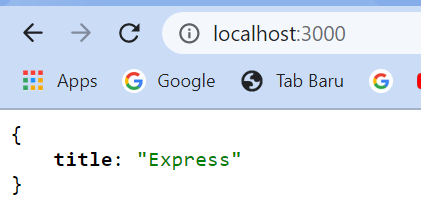 localhost:3000
Apps Google Tab Baru
{
title: "Express"
}